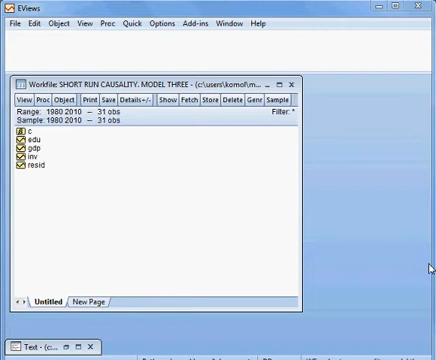 EViews
File Edit Object View Proc Quick Options Add-ins Window Help
Workfile: SHORT RUN CAUSALITY. MODEL THREE - (c:\users\komol\m...
View Proc Object Print Save Details+/- Show Fetch Store Delete Genr Sample
Range: 1980 2010 -- 31 obs Filter: *
Sample: 1980 2010 -- 31 obs
c
edu
gdp
inv
resid
Untitled New Page
Text - (c:...